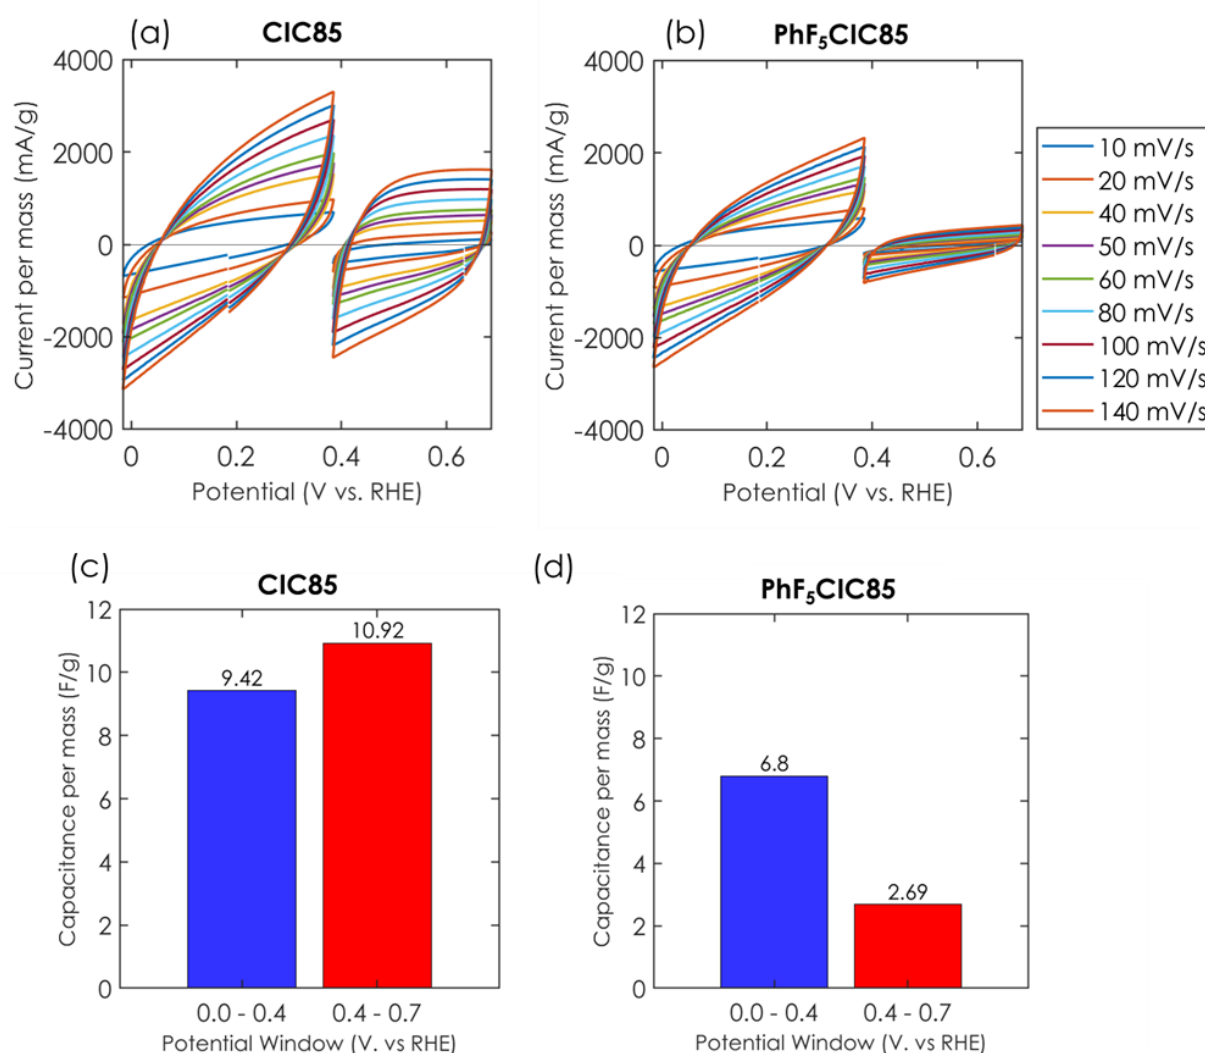 (a)
CIC85
4000
2000
0
-2000
-4000
Current per mass (mA/g)
0 0.2 0.4 0.6
Potential (V vs. RHE)
(b)
PhF₅CIC85
4000
2000
0
-2000
-4000
Current per mass (mA/g)
0 0.2 0.4 0.6
Potential (V vs. RHE)
10 mV/s
20 mV/s
40 mV/s
50 mV/s
60 mV/s
80 mV/s
100 mV/s
120 mV/s
140 mV/s
(c)
CIC85
12
10
8
6
4
2
0
Capacitance per mass (F/g)
9.42
10.92
0.0 - 0.4 0.4 - 0.7
Potential Window (V. vs RHE)
(d)
PhF₅CIC85
12
10
8
6
4
2
0
Capacitance per mass (F/g)
6.8
2.69
0.0 - 0.4 0.4 - 0.7
Potential Window (V. vs RHE)